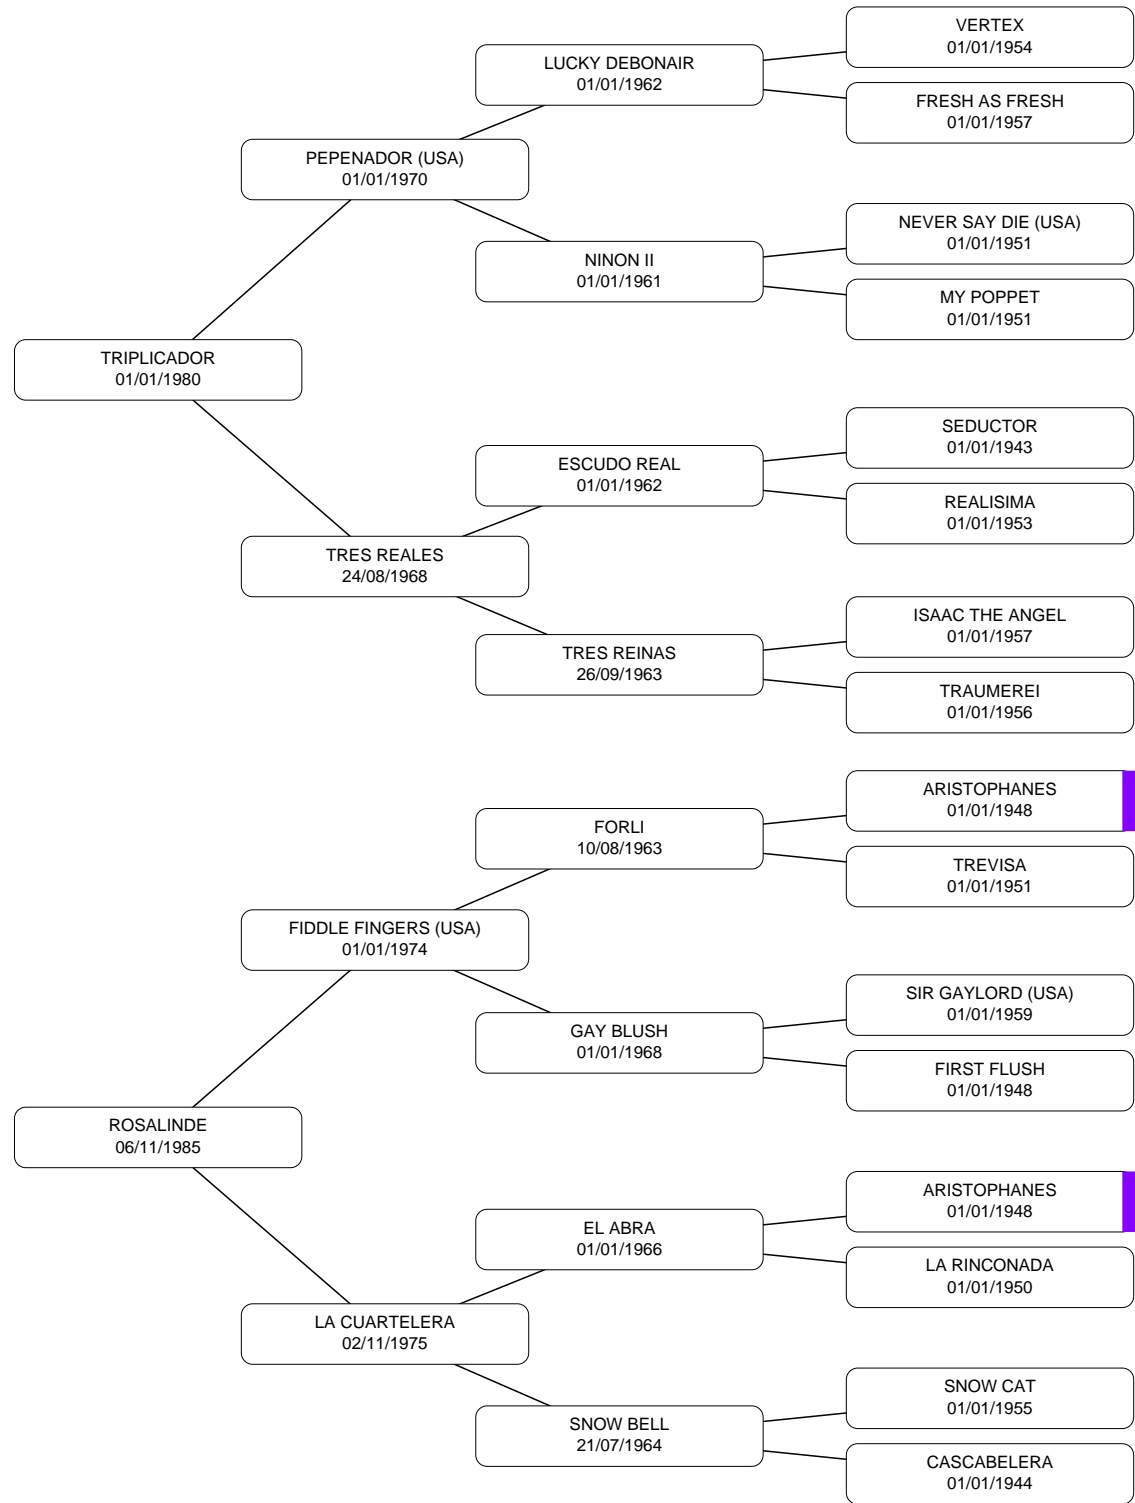 VERTEX
01/01/1954
LUCKY DEBONAIR
01/01/1962
FRESH AS FRESH
01/01/1957
PEPENADOR (USA)
01/01/1970
NEVER SAY DIE (USA)
01/01/1951
NINON II
01/01/1961
MY POPPET
01/01/1951
TRIPLICADOR
01/01/1980
SEDUCTOR
01/01/1943
ESCUDO REAL
01/01/1962
REALISIMA
01/01/1953
TRES REALES
24/08/1968
ISAAC THE ANGEL
01/01/1957
TRES REINAS
26/09/1963
TRAUMEREI
01/01/1956
ARISTOPHANES
01/01/1948
FORLI
10/08/1963
TREVISA
01/01/1951
FIDDLE FINGERS (USA)
01/01/1974
SIR GAYLORD (USA)
01/01/1959
GAY BLUSH
01/01/1968
FIRST FLUSH
01/01/1948
ROSALINDE
06/11/1985
ARISTOPHANES
01/01/1948
EL ABRA
01/01/1966
LA RINCONADA
01/01/1950
LA CUARTELERA
02/11/1975
SNOW CAT
01/01/1955
SNOW BELL
21/07/1964
CASCABELERA
01/01/1944